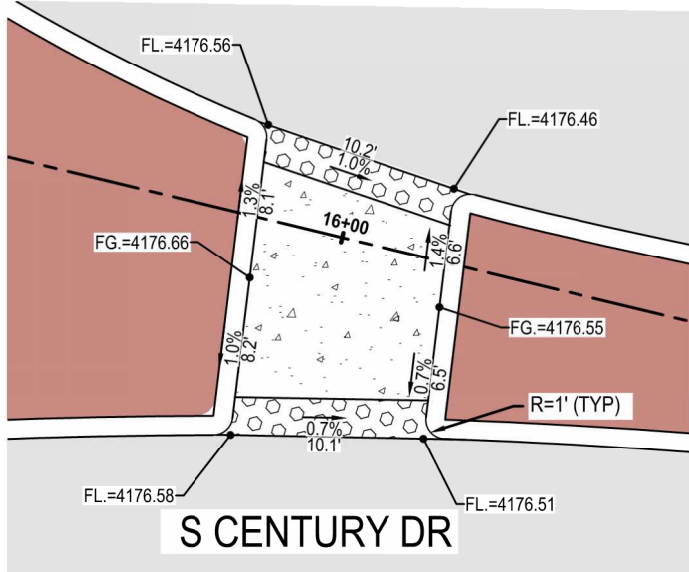 FL.=4176.56
FL.=4176.46
10.2'
1.0%
1.3%
8.1'
16+00
1.4%
6.6'
FG.=4176.66
FG.=4176.55
1.0%
8.2'
0.7%
6.5'
R=1' (TYP)
0.7%
10.1'
FL.=4176.58
FL.=4176.51
S CENTURY DR